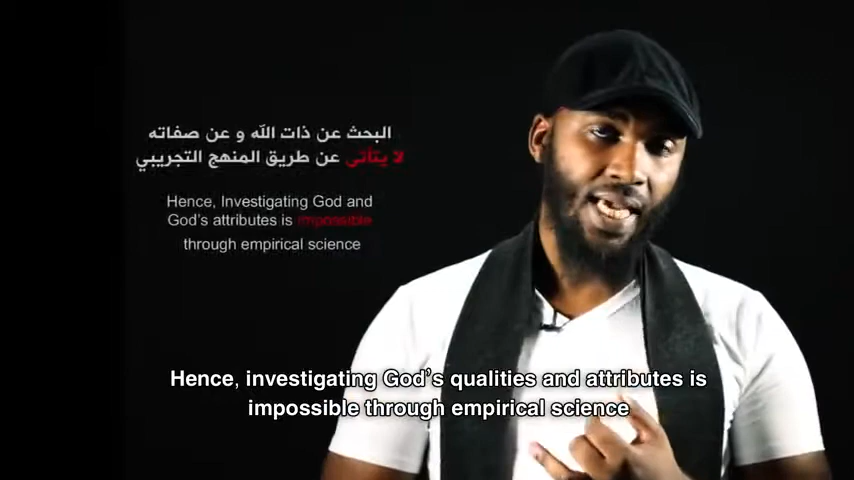 البحث عن ذات الله و عن صفاته
لا يتأتى عن طريق المنهج التجريبي
Hence, Investigating God and
God's attributes is impossible
through empirical science
Hence, investigating God's qualities and attributes is
impossible through empirical science